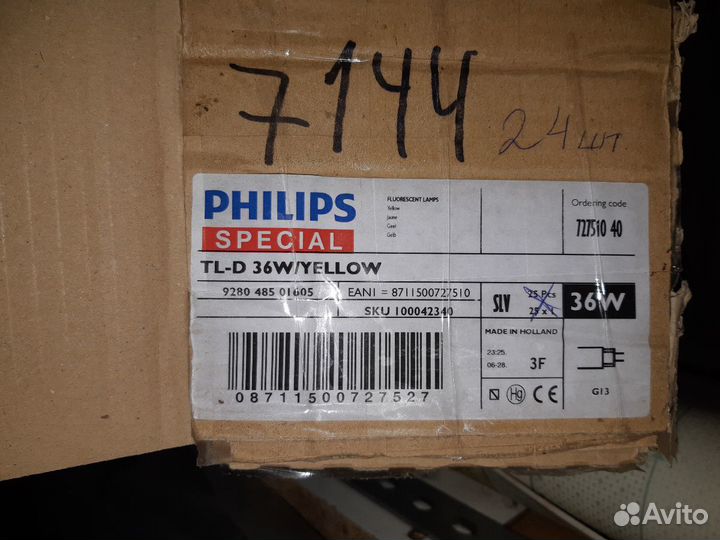 7144
24 шт.
PHILIPS
SPECIAL
FLUORESCENT LAMPS
Yellow
Jaune
Geel
Gelb
Ordering code
727510 40
TL-D 36W/YELLOW
9280 485 01605
EAN1 = 8711500727510
SKU 100042340
SLV
25 Pcs
25 x 1
36W
MADE IN HOLLAND
23:25.
06-28.
3F
Hg
CE
G13
08711500727527
Avito